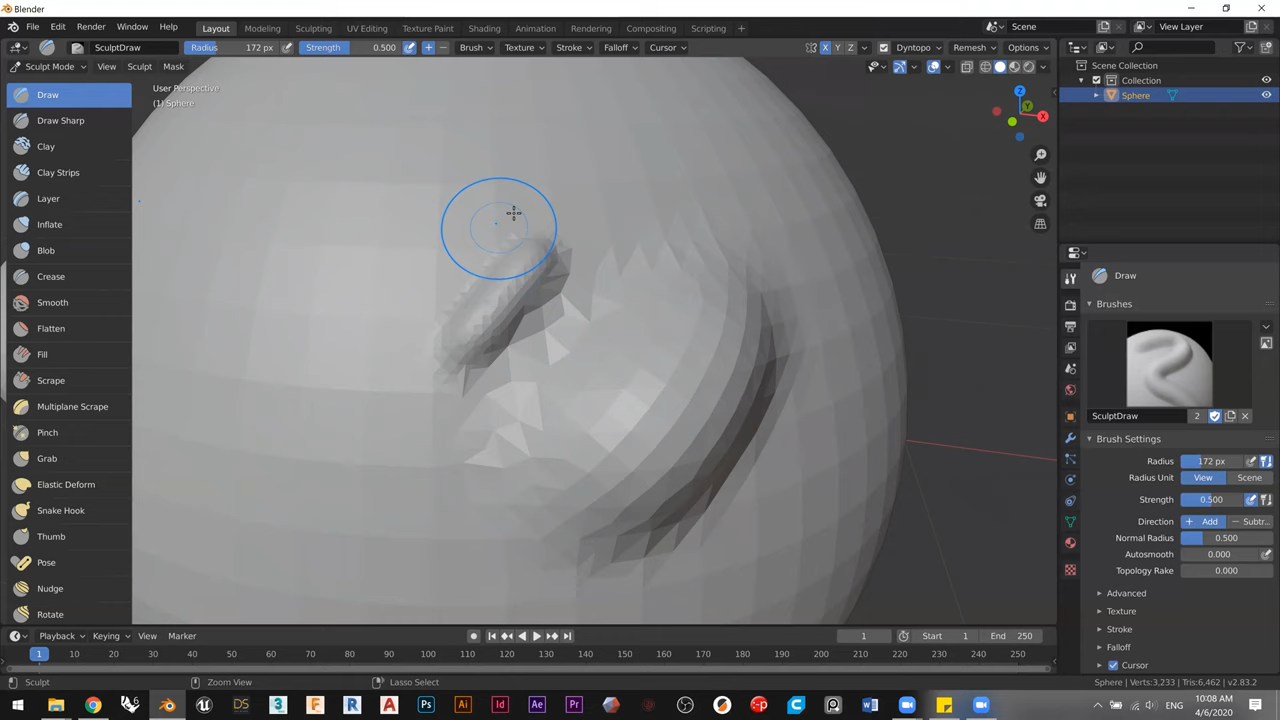 Blender
File Edit Render Window Help Layout Modeling Sculpting UV Editing Texture Paint Shading Animation Rendering Compositing Scripting + Scene View Layer
SculptDraw Radius 172 px Strength 0.500 Brush Texture Stroke Falloff Cursor X Y Z Dyntopo Remesh Options
Sculpt Mode View Sculpt Mask
Scene Collection
Collection
Sphere
User Perspective
(1) Sphere
Z
Y
X
Draw
Draw Sharp
Clay
Clay Strips
Layer
Inflate
Blob
Crease
Smooth
Flatten
Fill
Scrape
Multiplane Scrape
Pinch
Grab
Elastic Deform
Snake Hook
Thumb
Pose
Nudge
Rotate
Draw
Brushes
SculptDraw 2
Brush Settings
Radius 172 px
Radius Unit View Scene
Strength 0.500
Direction + Add − Subtr...
Normal Radius 0.500
Autosmooth 0.000
Topology Rake 0.000
Advanced
Texture
Stroke
Falloff
Cursor
Playback Keying View Marker 1 Start 1 End 250
1 10 20 30 40 50 60 70 80 90 100 110 120 130 140 150 160 170 180 190 200 210 220 230 240 250
Sculpt Zoom View Lasso Select Sphere | Verts:3,233 | Tris:6,462 | v2.83.2
DS 3 F R A Ps Ai Id Ae Pr ENG
10:08 AM
4/6/2020